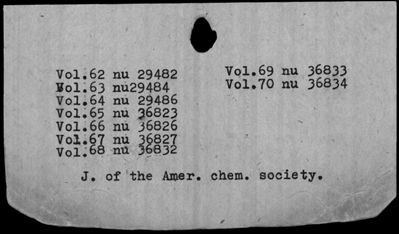 Vol.62 nu 29482
Vol.63 nu29484
Vol.64 nu 29486
Vol.65 nu 36823
Vol.66 nu 36826
Vol.67 nu 36827
Vol.68 nu 36832
Vol.69 nu 36833
Vol.70 nu 36834
J. of the Amer. chem. society.